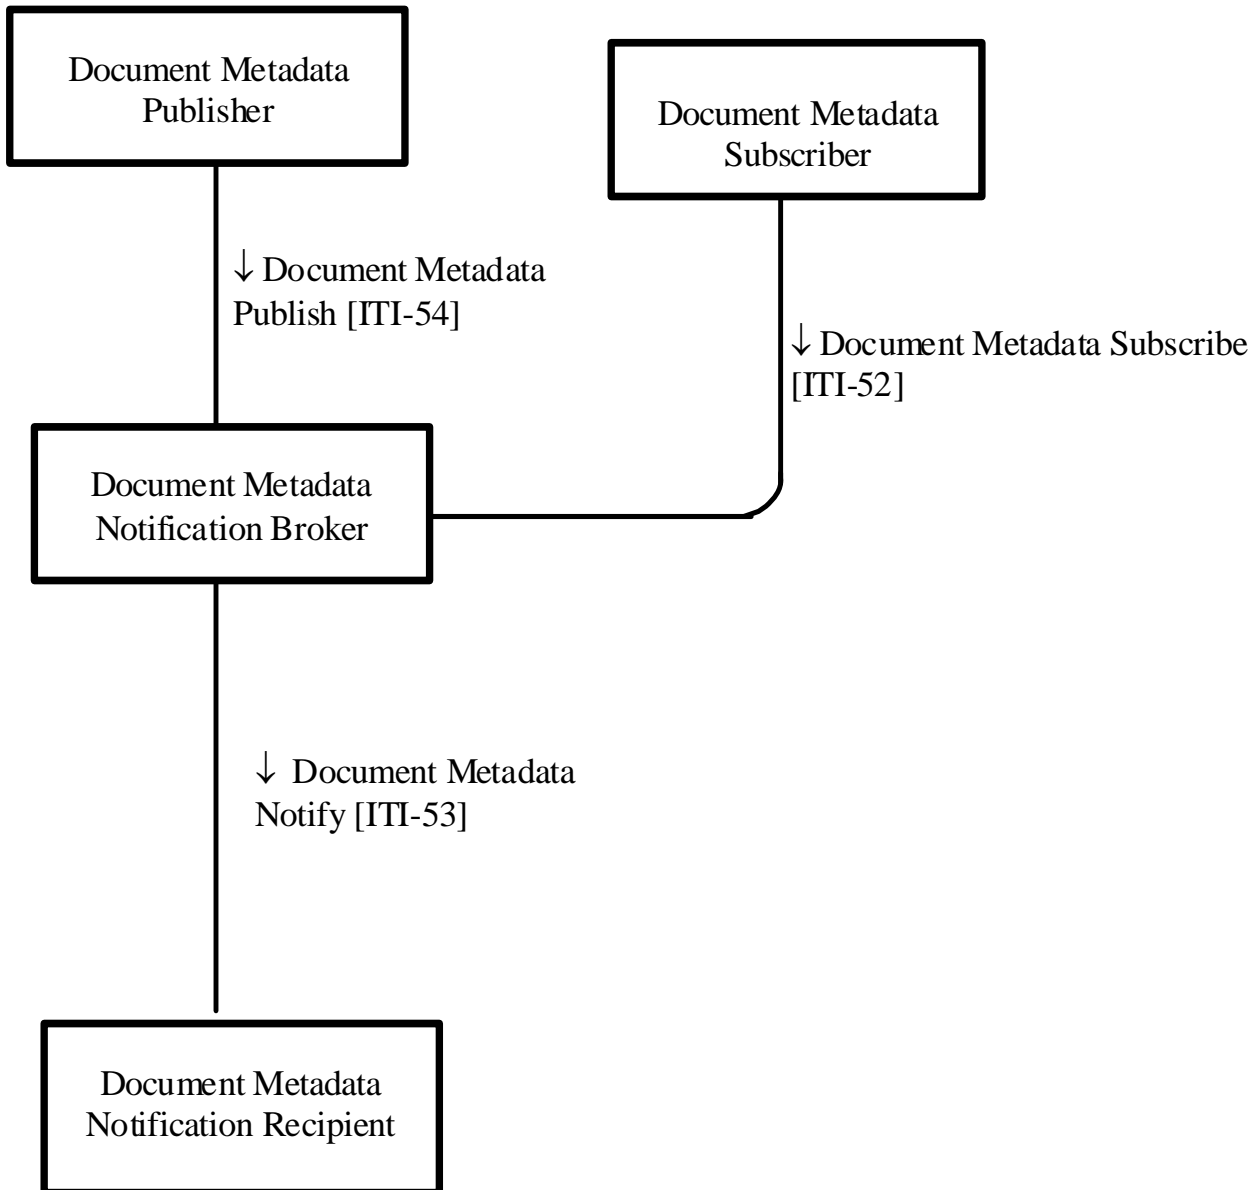 Document Metadata
Publisher
Document Metadata
Subscriber
↓ Document Metadata
Publish [ITI-54]
↓ Document Metadata Subscribe
[ITI-52]
Document Metadata
Notification Broker
↓ Document Metadata
Notify [ITI-53]
Document Metadata
Notification Recipient